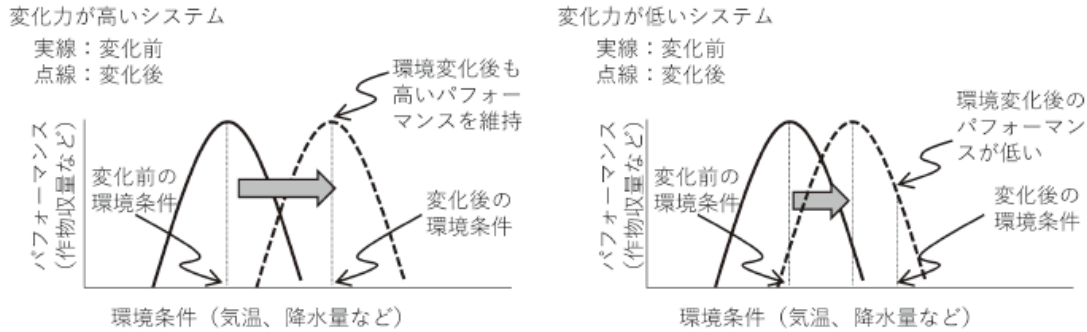 変化力が高いシステム
実線：変化前
点線：変化後
環境変化後も
高いパフォー
マンスを維持
パフォーマンス
（作物収量など）
変化前の
環境条件
変化後の
環境条件
環境条件（気温、降水量など）
変化力が低いシステム
実線：変化前
点線：変化後
環境変化後の
パフォーマン
スが低い
パフォーマンス
（作物収量など）
変化前の
環境条件
変化後の
環境条件
環境条件（気温、降水量など）